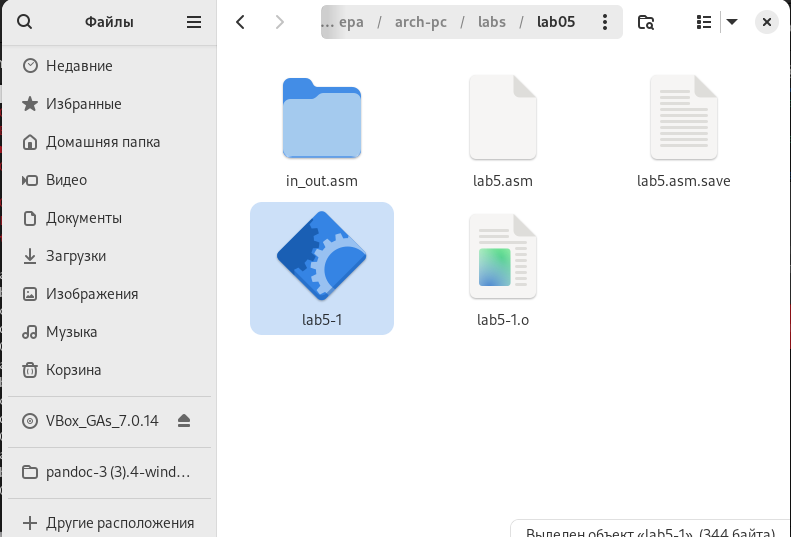 Файлы
... epa / arch-pc / labs / lab05
Недавние
Избранные
Домашняя папка
Видео
Документы
Загрузки
Изображения
Музыка
Корзина
VBox_GAs_7.0.14
pandoc-3 (3).4-wind...
Другие расположения
in_out.asm
lab5.asm
lab5.asm.save
lab5-1
lab5-1.o
Выделен объект «lab5-1» (344 байта)